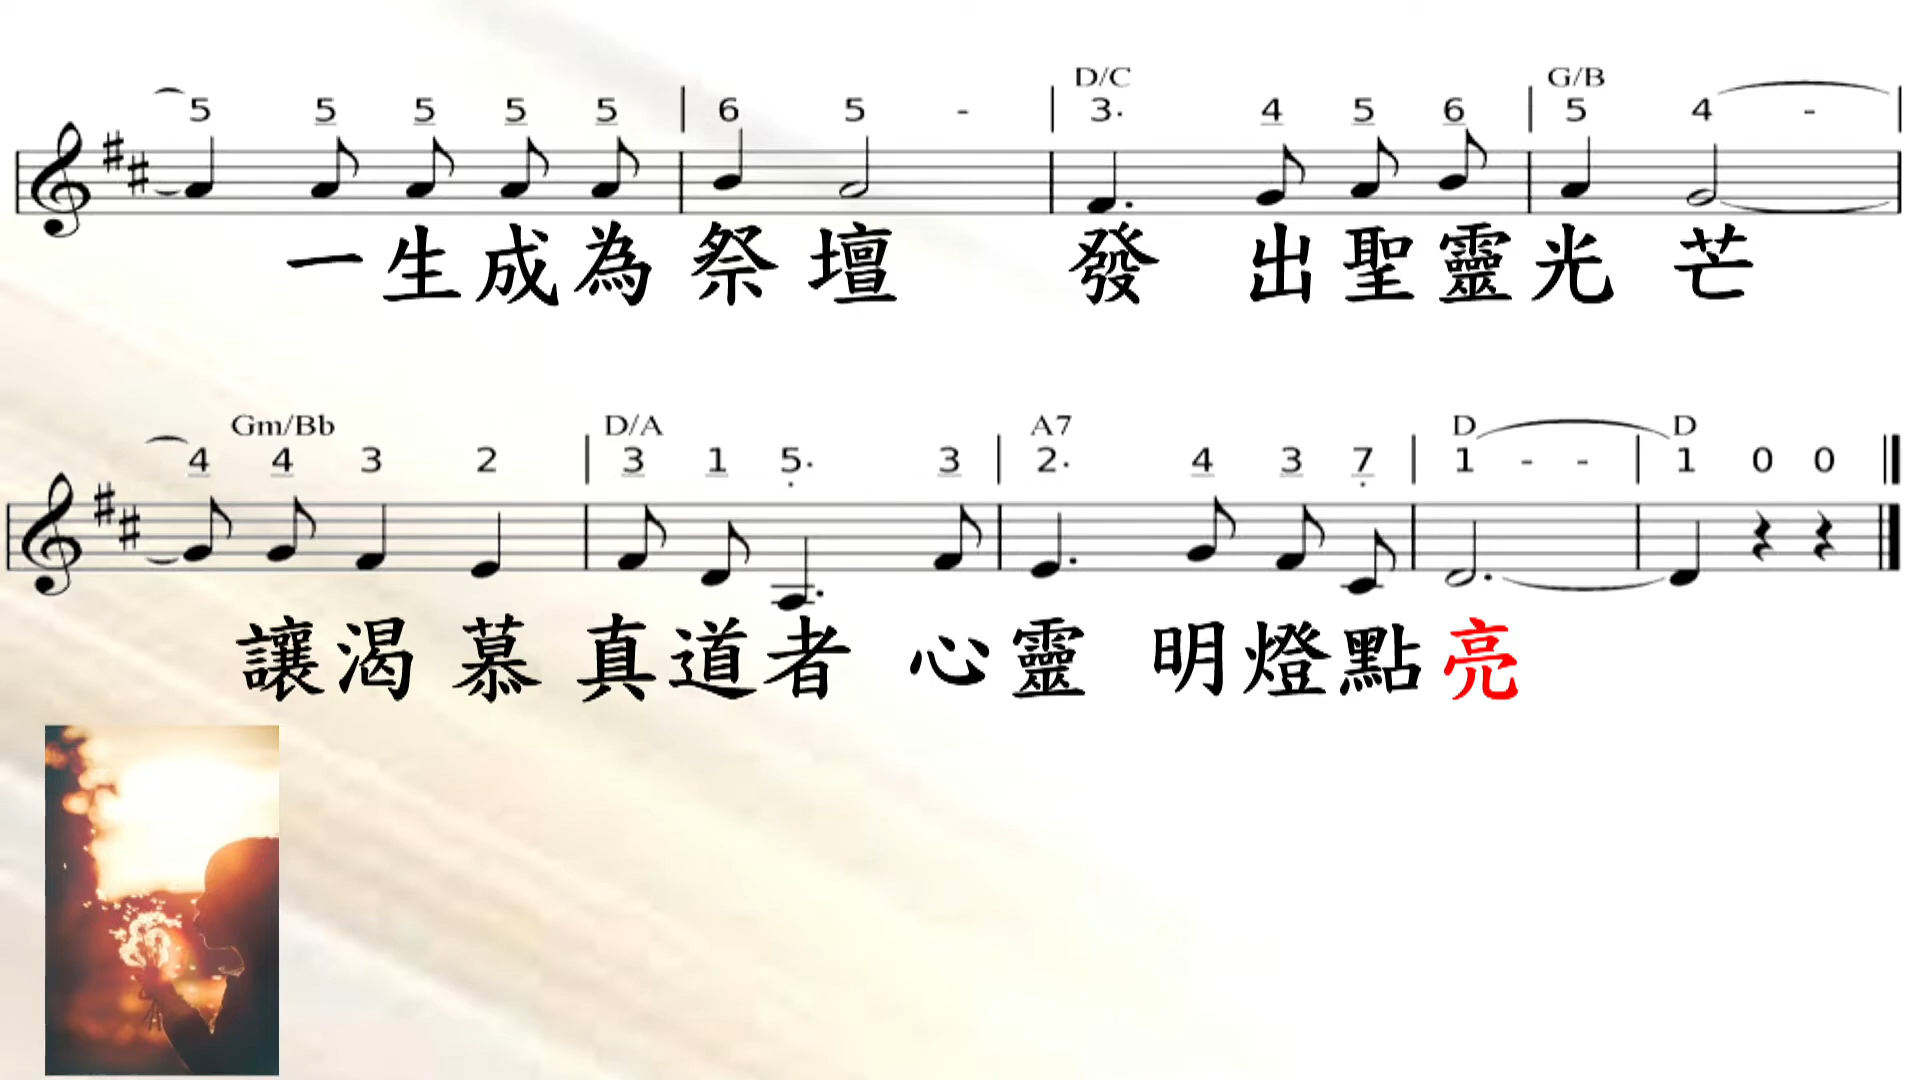 D/C G/B
5 5 5 5 5 | 6 5 - | 3· 4 5 6 | 5 4 - |
一生成為祭壇 發出聖靈光芒
Gm/Bb D/A A7 D D
4 4 3 2 | 3 1 5· 3 | 2· 4 3 7 | 1 - - | 1 0 0
讓渴慕真道者心靈明燈點亮